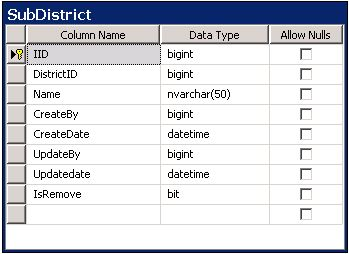 SubDistrict
Column Name Data Type Allow Nulls
IID bigint
DistrictID bigint
Name nvarchar(50)
CreateBy bigint
CreateDate datetime
UpdateBy bigint
Updatedate datetime
IsRemove bit